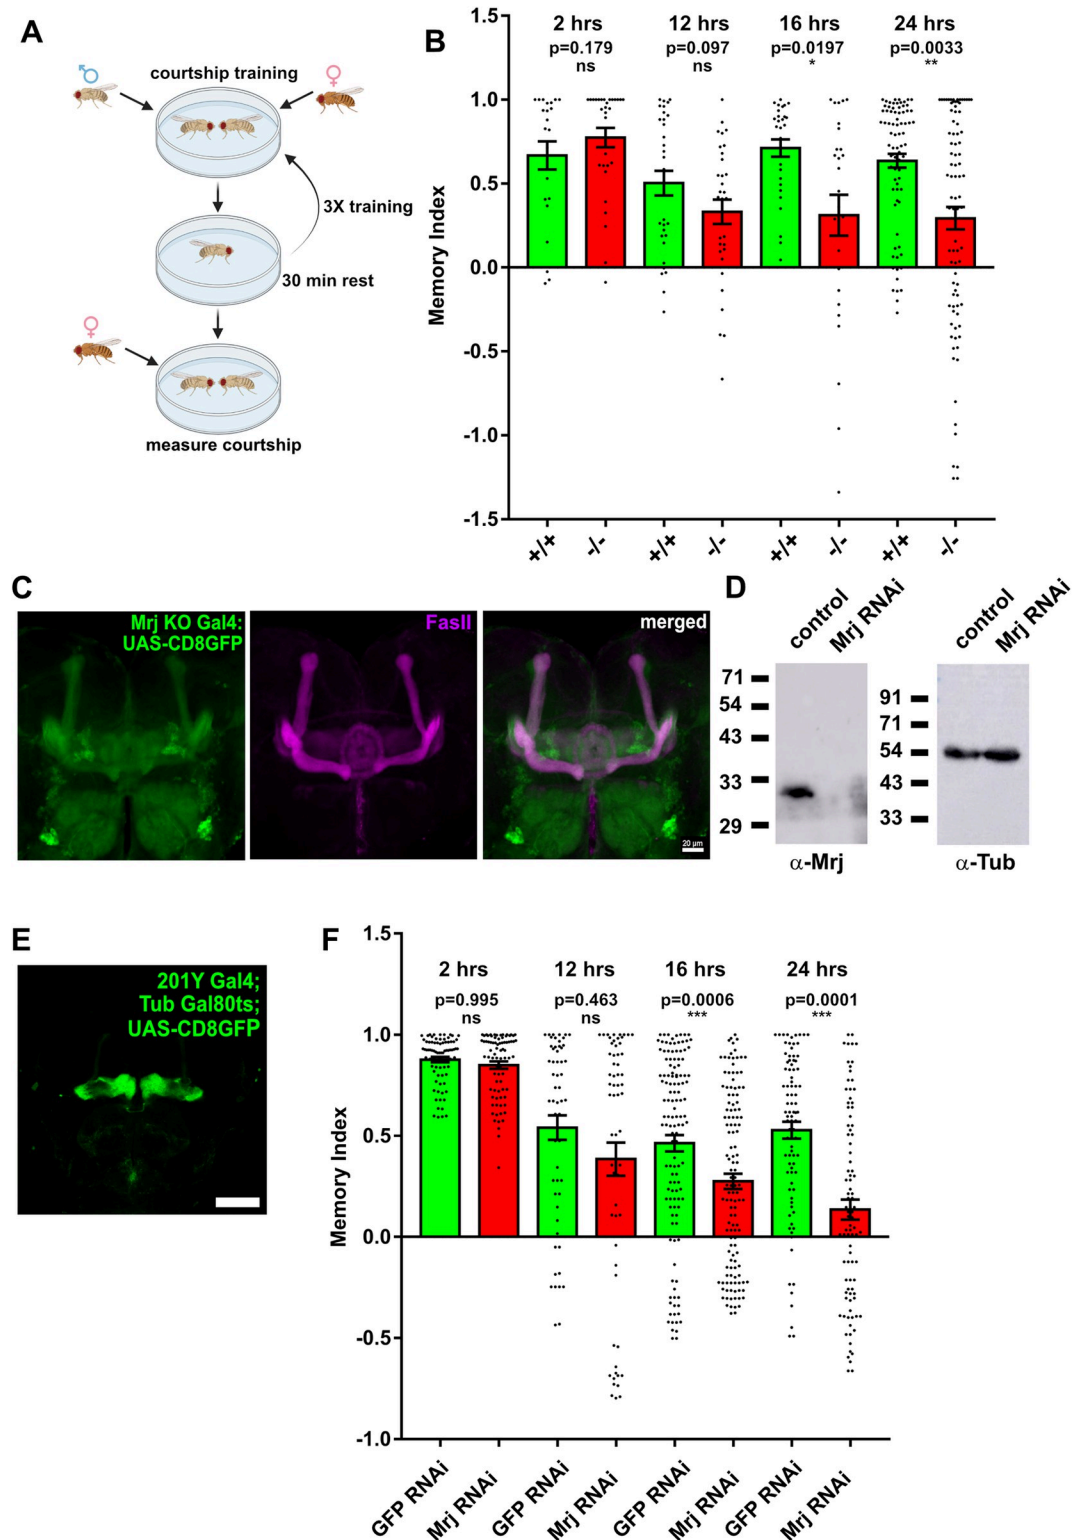 A
♂
♀
courtship training
3X training
30 min rest
♀
measure courtship
B
2 hrs 12 hrs 16 hrs 24 hrs
p=0.179 p=0.097 p=0.0197 p=0.0033
ns ns * **
Memory Index
1.5
1.0
0.5
0.0
-0.5
-1.0
-1.5
+/+ -/- +/+ -/- +/+ -/- +/+ -/-
C
Mrj KO Gal4:
UAS-CD8GFP
FasII
merged
20 µm
D
control
Mrj RNAi
71
54
43
33
29
α-Mrj
control
Mrj RNAi
91
71
54
43
33
α-Tub
E
201Y Gal4;
Tub Gal80ts;
UAS-CD8GFP
F
2 hrs 12 hrs 16 hrs 24 hrs
p=0.995 p=0.463 p=0.0006 p=0.0001
ns ns *** ***
Memory Index
1.5
1.0
0.5
0.0
-0.5
-1.0
GFP RNAi Mrj RNAi GFP RNAi Mrj RNAi GFP RNAi Mrj RNAi GFP RNAi Mrj RNAi